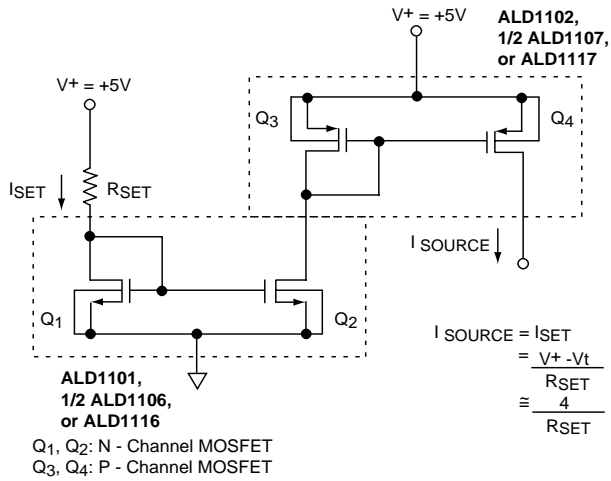 ALD1102,
1/2 ALD1107,
or ALD1117
V+ = +5V
V+ = +5V
Q3
Q4
ISET
RSET
I SOURCE
Q1
Q2
I SOURCE = ISET
= V+ -Vt
RSET
≅ 4
RSET
ALD1101,
1/2 ALD1106,
or ALD1116
Q1, Q2: N - Channel MOSFET
Q3, Q4: P - Channel MOSFET